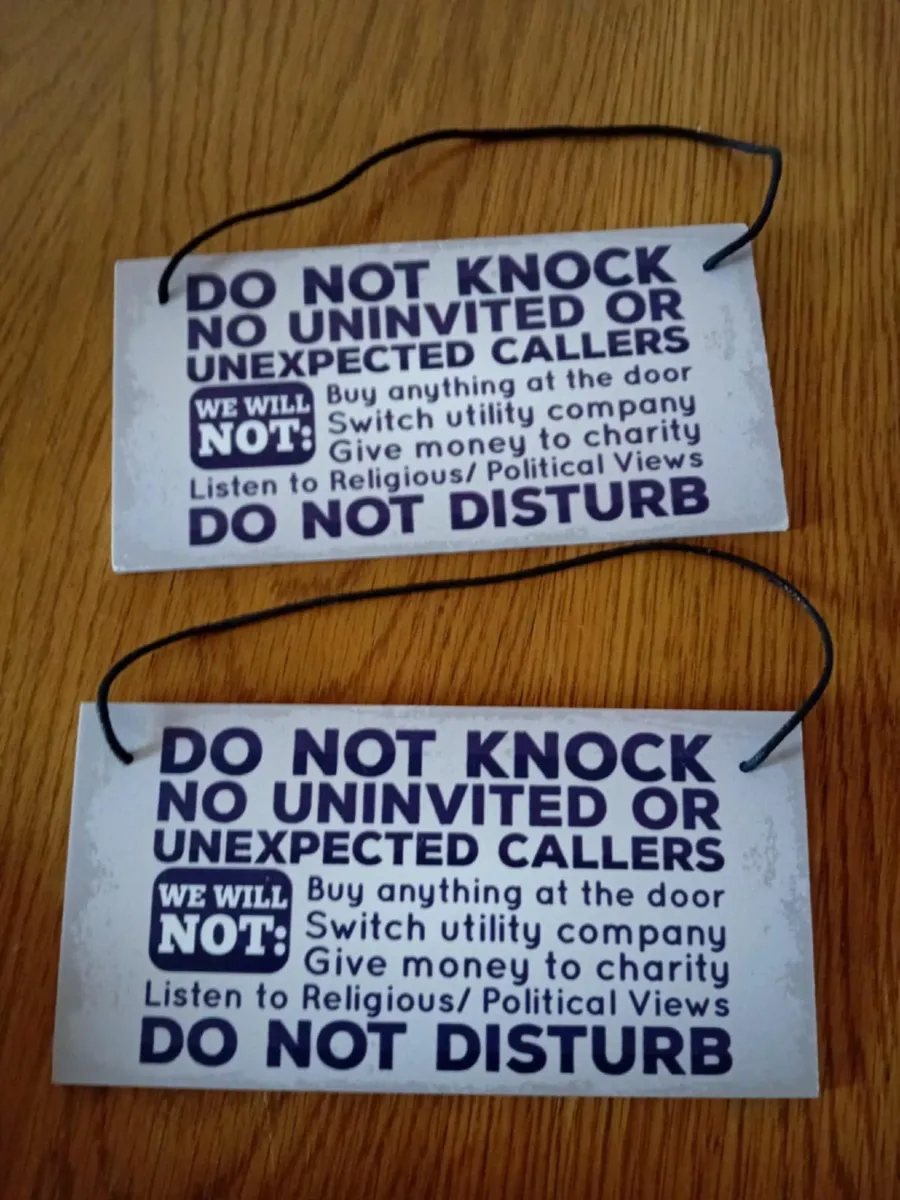 DO NOT KNOCK
NO UNINVITED OR
UNEXPECTED CALLERS
WE WILL
NOT:
Buy anything at the door
Switch utility company
Give money to charity
Listen to Religious/ Political Views
DO NOT DISTURB
DO NOT KNOCK
NO UNINVITED OR
UNEXPECTED CALLERS
WE WILL
NOT:
Buy anything at the door
Switch utility company
Give money to charity
Listen to Religious/ Political Views
DO NOT DISTURB